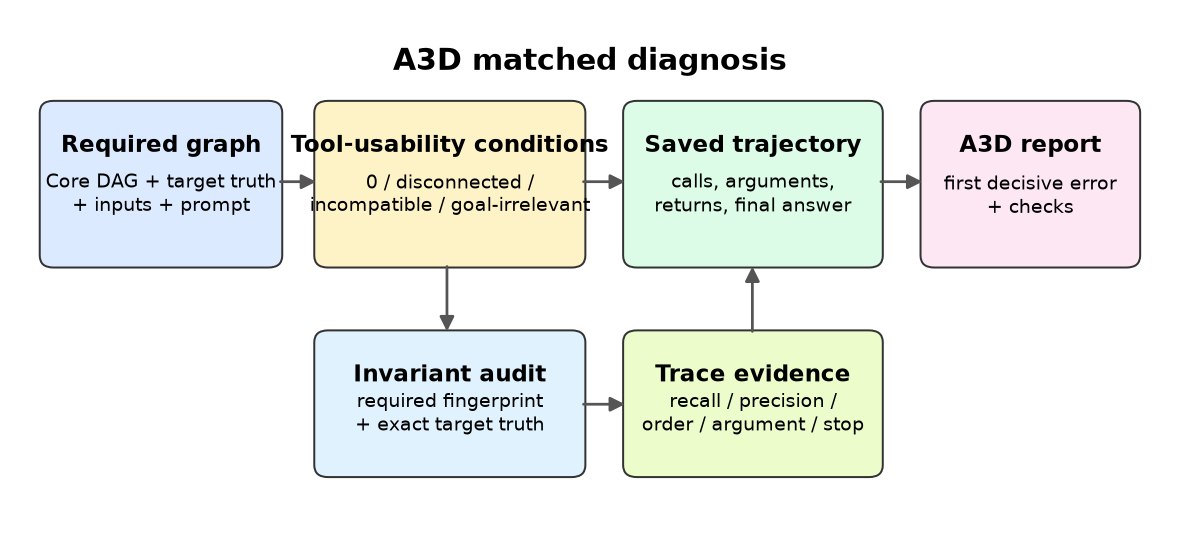 A3D matched diagnosis
Required graph
Core DAG + target truth
+ inputs + prompt
Tool-usability conditions
0 / disconnected /
incompatible / goal-irrelevant
Saved trajectory
calls, arguments,
returns, final answer
A3D report
first decisive error
+ checks
Invariant audit
required fingerprint
+ exact target truth
Trace evidence
recall / precision /
order / argument / stop